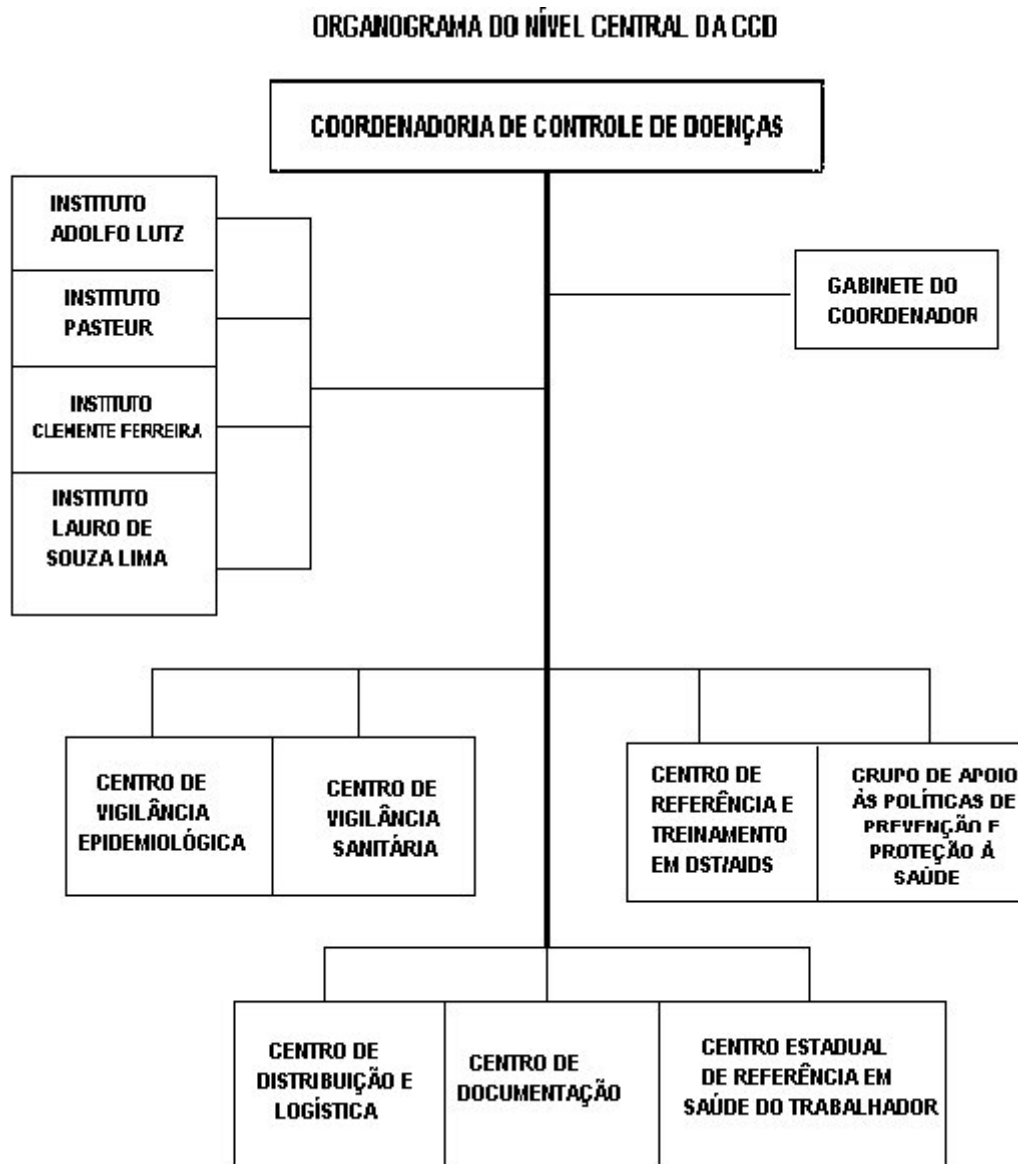 ORGANOGRAMA DO NÍVEL CENTRAL DA CCD
COORDENADORIA DE CONTROLE DE DOENÇAS
INSTITUTO
ADOLFO LUTZ
INSTITUTO
PASTEUR
INSTITUTO
CLEMENTE FERREIRA
INSTITUTO
LAURO DE
SOUZA LIMA
GABINETE DO
COORDENADOR
CENTRO DE
VIGILÂNCIA
EPIDEMIOLÓGICA
CENTRO DE
VIGILÂNCIA
SANITÁRIA
CENTRO DE
REFERÊNCIA E
TREINAMENTO
EM DST/AIDS
GRUPO DE APOIO
ÀS POLÍTICAS DE
PREVENÇÃO E
PROTEÇÃO À
SAÚDE
CENTRO DE
DISTRIBUIÇÃO E
LOGÍSTICA
CENTRO DE
DOCUMENTAÇÃO
CENTRO ESTADUAL
DE REFERÊNCIA EM
SAÚDE DO TRABALHADOR